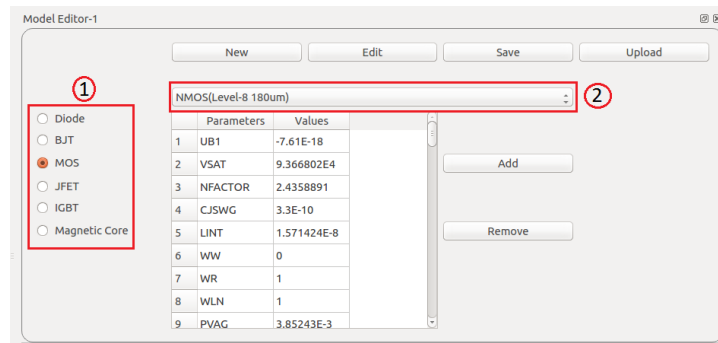 Model Editor-1
New Edit Save Upload
1
NMOS(Level-8 180um)
2
Diode
BJT
MOS
JFET
IGBT
Magnetic Core
Parameters Values
1 UB1 -7.61E-18
2 VSAT 9.366802E4
3 NFACTOR 2.4358891
4 CJSWG 3.3E-10
5 LINT 1.571424E-8
6 WW 0
7 WR 1
8 WLN 1
9 PVAG 3.85243E-3
Add
Remove